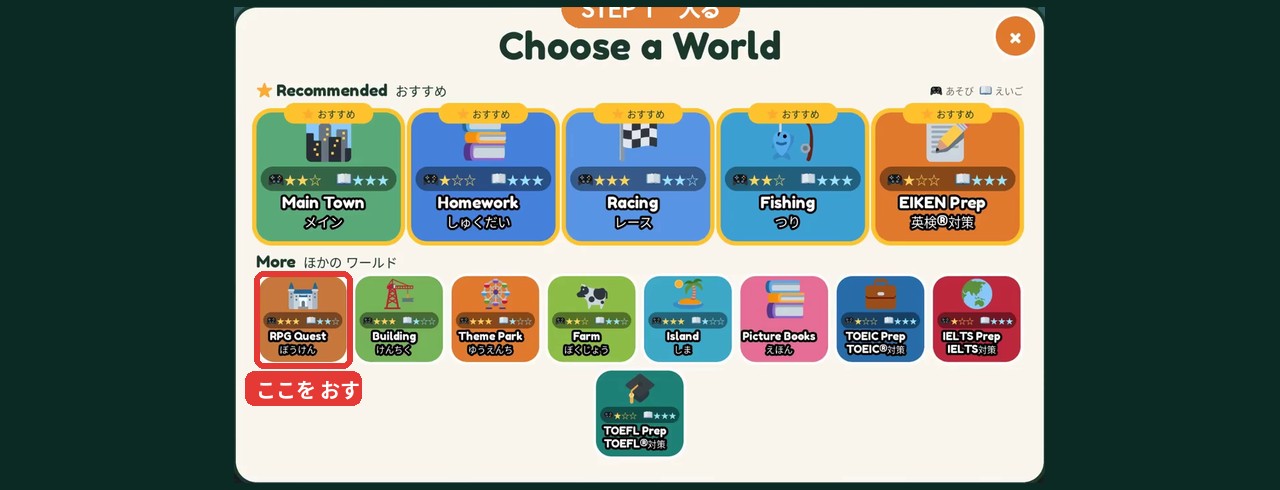 STEP 1 入る
Choose a World
Recommended おすすめ
あそび えいご
おすすめ おすすめ おすすめ おすすめ おすすめ
★★☆ ★★★ ★☆☆ ★★★ ★★★ ★★☆ ★★☆ ★★★ ★☆☆ ★★★
Main Town Homework Racing Fishing EIKEN Prep
メイン しゅくだい レース つり 英検®対策
More ほかの ワールド
★★★ ★★☆ ★★★ ★☆☆ ★★★ ★☆☆ ★★☆ ★★☆ ★★★ ★☆☆ ★☆☆ ★★★ ★☆☆ ★★★
RPG Quest Building Theme Park Farm Island Picture Books TOEIC Prep IELTS Prep
ぼうけん けんちく ゆうえんち ぼくじょう しま えほん TOEIC®対策 IELTS対策
ここを おす
★☆☆ ★★★
TOEFL Prep
TOEFL®対策